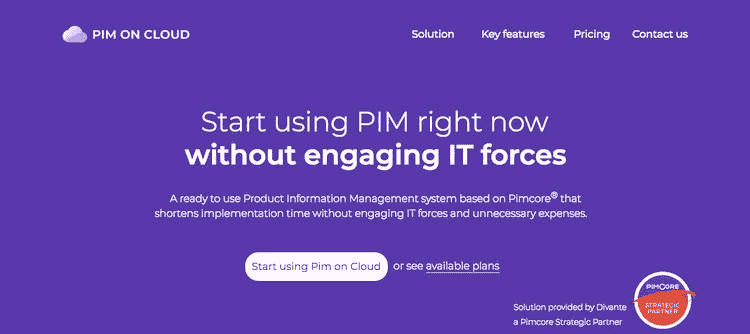 PIM ON CLOUD
Solution
Key features
Pricing
Contact us
Start using PIM right now
without engaging IT forces
A ready to use Product Information Management system based on Pimcore® that
shortens implementation time without engaging IT forces and unnecessary expenses.
Start using Pim on Cloud
or see available plans
Solution provided by Divante
a Pimcore Strategic Partner
PIMCORE
STRATEGIC
PARTNER